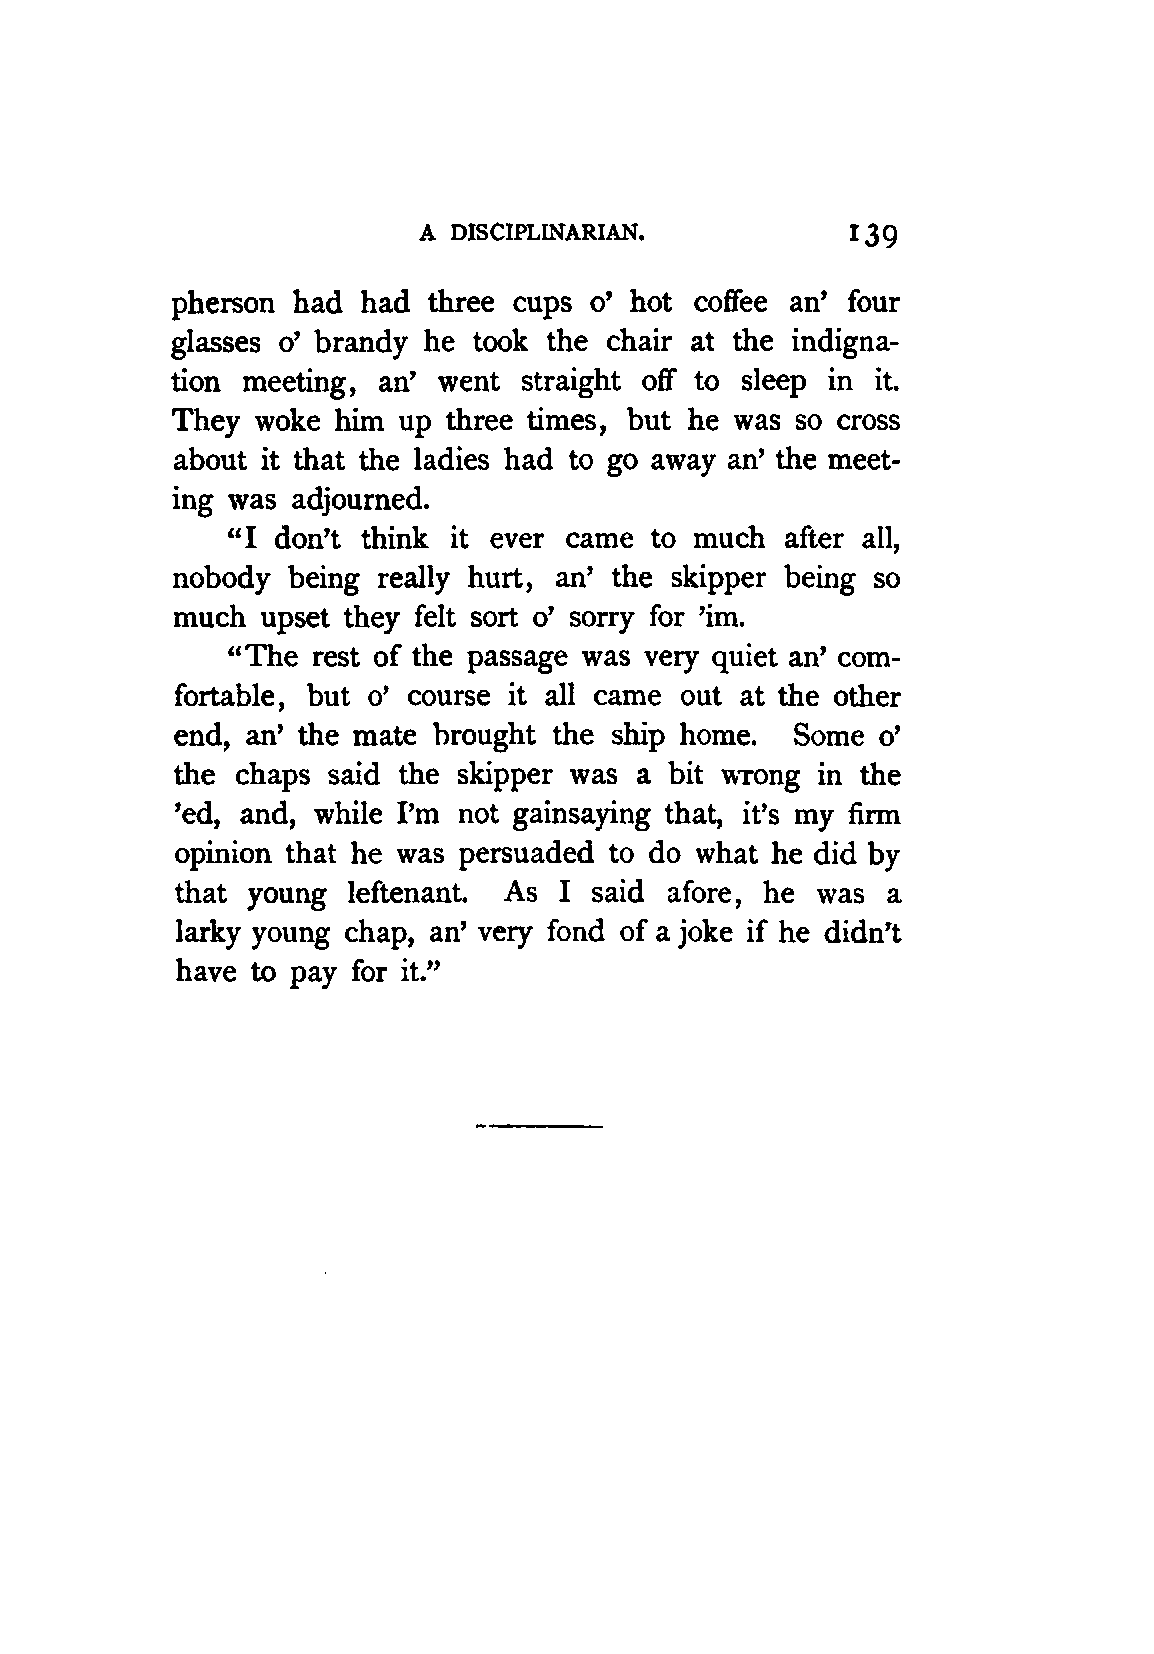 A DISCIPLINARIAN. 139
pherson had had three cups o' hot coffee an' four
glasses o' brandy he took the chair at the indigna-
tion meeting, an' went straight off to sleep in it.
They woke him up three times, but he was so cross
about it that the ladies had to go away an' the meet-
ing was adjourned.
"I don't think it ever came to much after all,
nobody being really hurt, an' the skipper being so
much upset they felt sort o' sorry for 'im.
"The rest of the passage was very quiet an' com-
fortable, but o' course it all came out at the other
end, an' the mate brought the ship home. Some o'
the chaps said the skipper was a bit wrong in the
'ed, and, while I'm not gainsaying that, it's my firm
opinion that he was persuaded to do what he did by
that young leftenant. As I said afore, he was a
larky young chap, an' very fond of a joke if he didn't
have to pay for it."